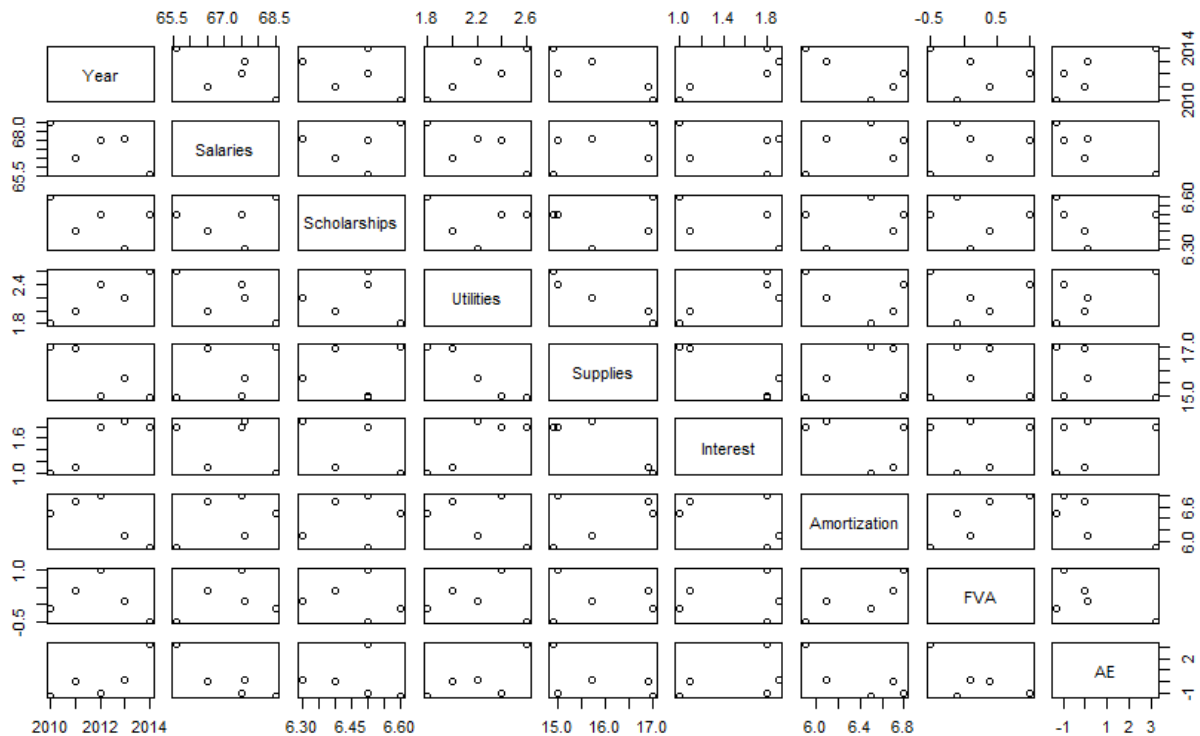 65.5 67.0 68.5 1.8 2.2 2.6 1.0 1.4 1.8 -0.5 0.5
Year 2010 2014
65.5 68.0 Salaries
Scholarships 6.30 6.60
1.8 2.4 Utilities
Supplies 15.0 17.0
1.0 1.6 Interest
Amortization 6.0 6.6
-0.5 1.0 FVA
AE -1 2
2010 2012 2014 6.30 6.45 6.60 15.0 16.0 17.0 6.0 6.4 6.8 -1 1 2 3